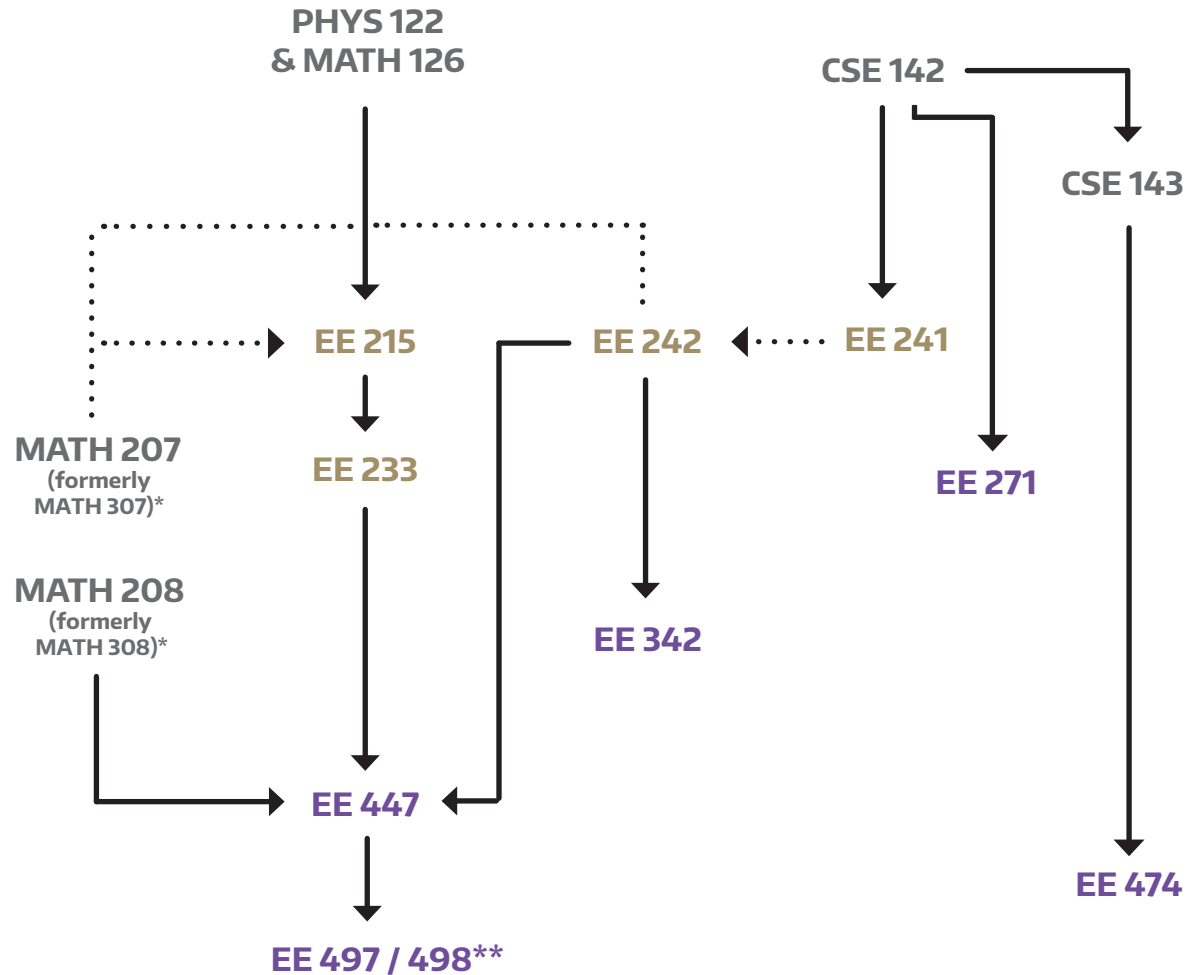 PHYS 122
& MATH 126
CSE 142
CSE 143
EE 215
EE 242
EE 241
MATH 207
(formerly
MATH 307)*
EE 233
EE 271
MATH 208
(formerly
MATH 308)*
EE 342
EE 447
EE 474
EE 497 / 498**